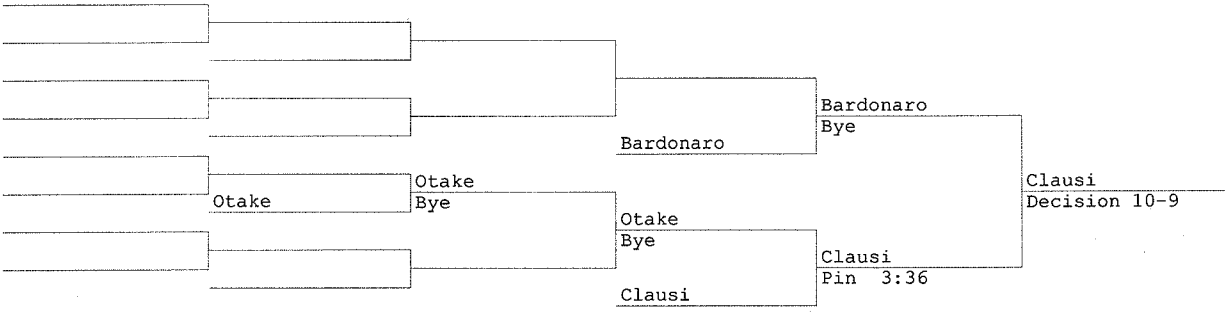 Bardonaro
Bye
Bardonaro
Clausi
Decision 10-9
Otake
Bye
Otake
Otake
Bye
Clausi
Pin 3:36
Clausi